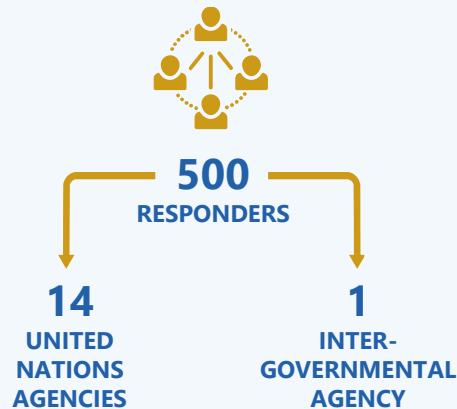 500
RESPONDERS
14
UNITED
NATIONS
AGENCIES
1
INTER-
GOVERNMENTAL
AGENCY